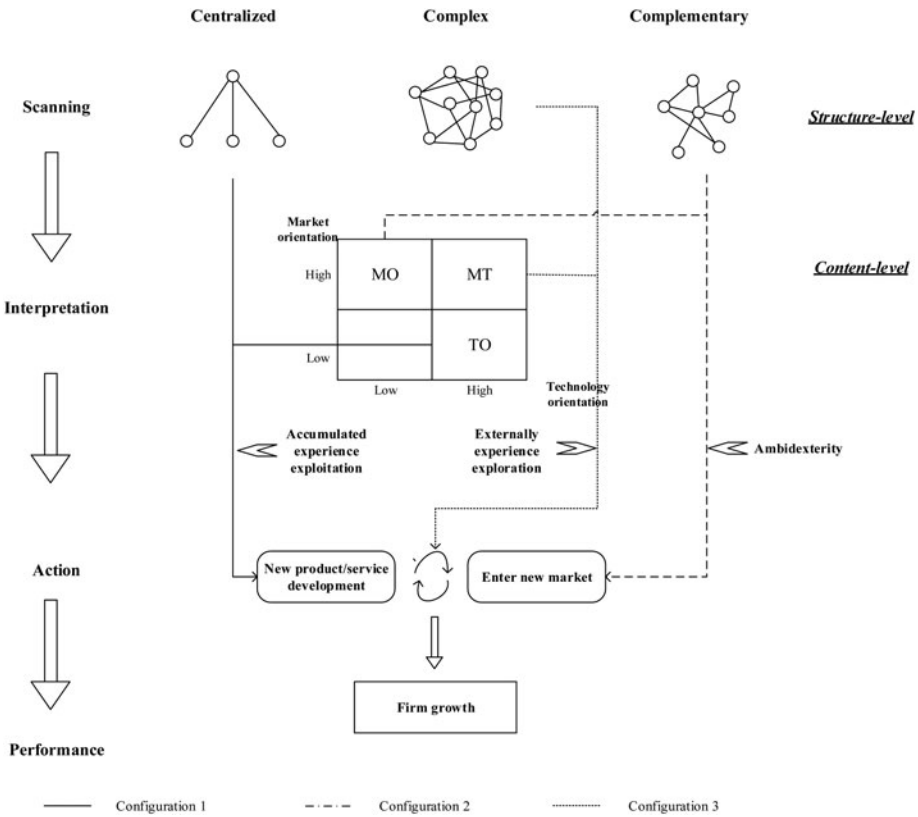 Centralized
Complex
Complementary
Scanning
Structure-level
Market
orientation
High
MO
MT
Content-level
Interpretation
Low
TO
Low
High
Technology
orientation
Accumulated
experience
exploitation
Externally
experience
exploration
Ambidexterity
Action
New product/service
development
Enter new market
Firm growth
Performance
Configuration 1
Configuration 2
Configuration 3